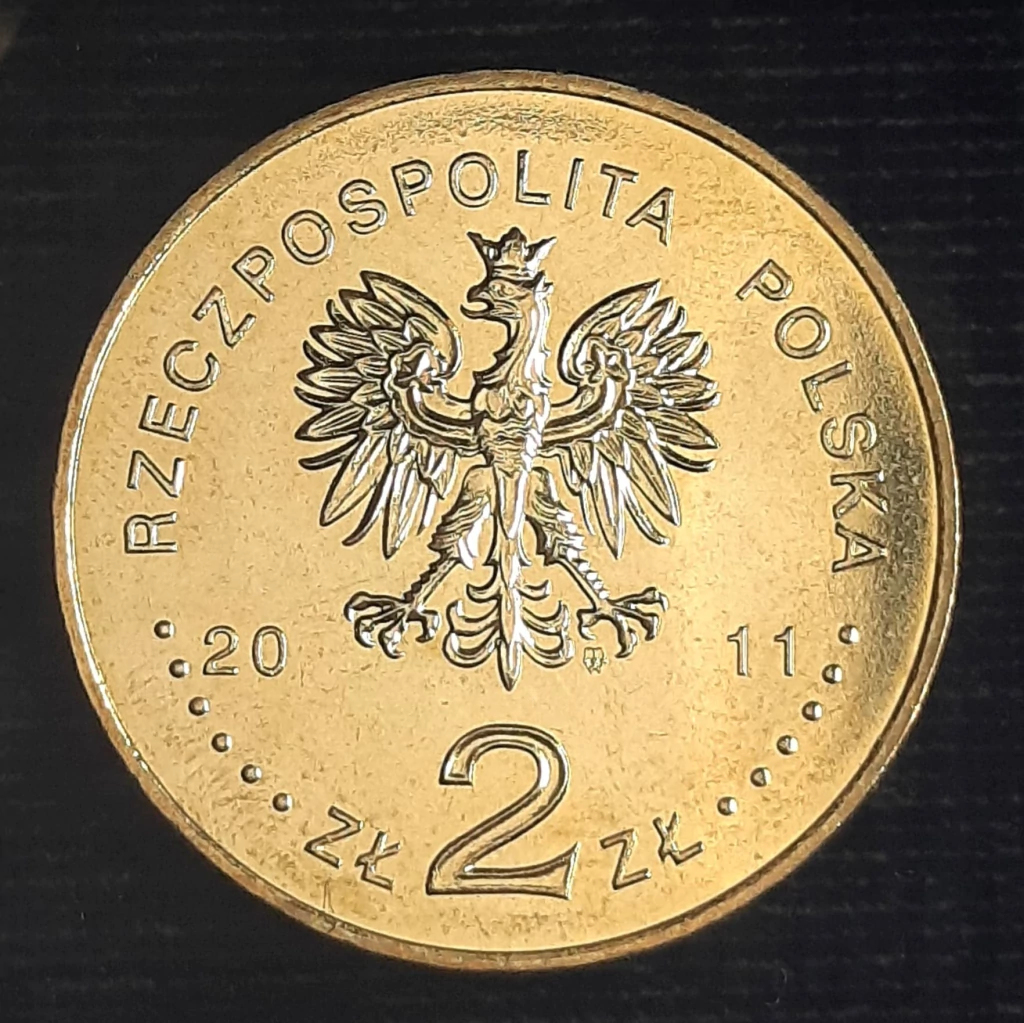 RZECZPOSPOLITA POLSKA
20 11
ZŁ 2 ZŁ